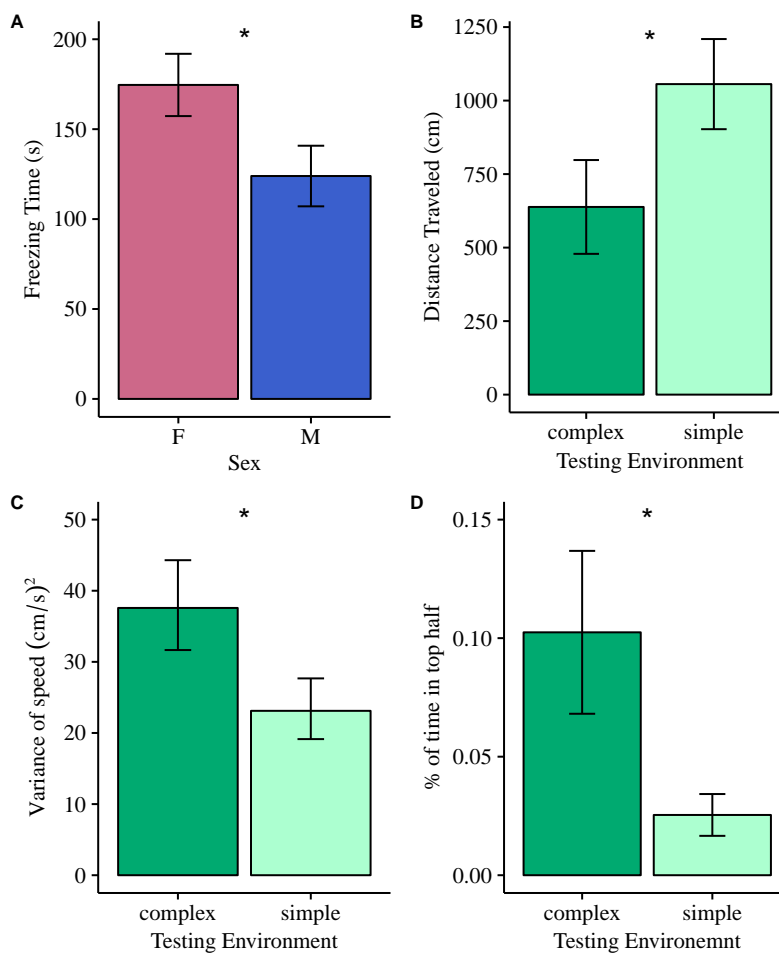 A
*
Freezing Time (s)
200
150
100
50
0
F
M
Sex
B
*
Distance Traveled (cm)
1250
1000
750
500
250
0
complex
simple
Testing Environment
C
*
Variance of speed (cm/s)²
50
40
30
20
10
0
complex
simple
Testing Environment
D
*
% of time in top half
0.15
0.10
0.05
0.00
complex
simple
Testing Environemnt